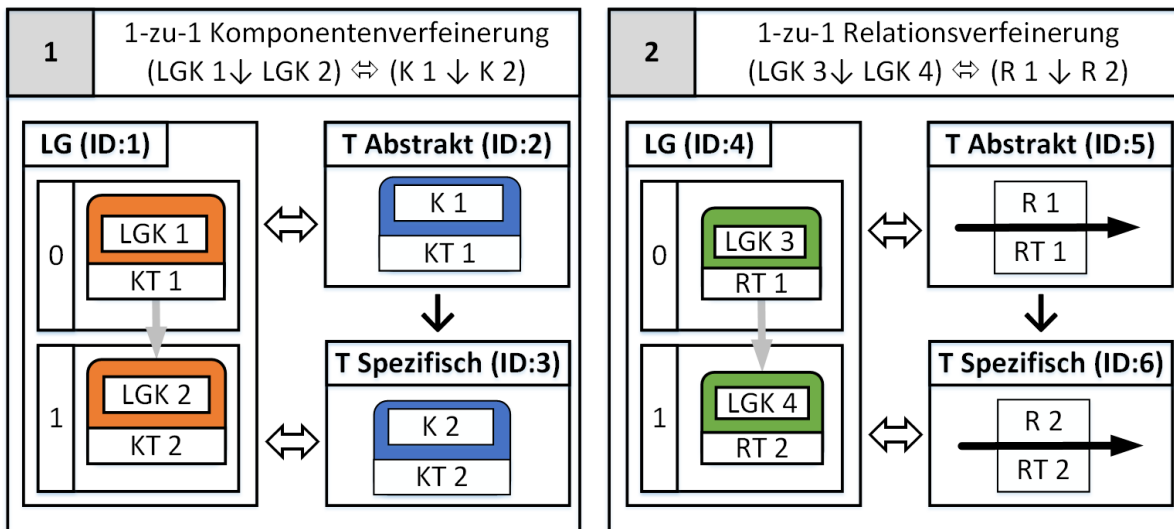 1
1-zu-1 Komponentenverfeinerung
(LGK 1↓ LGK 2) ⇔ (K 1 ↓ K 2)
LG (ID:1)
0
LGK 1
KT 1
1
LGK 2
KT 2
T Abstrakt (ID:2)
K 1
KT 1
T Spezifisch (ID:3)
K 2
KT 2
2
1-zu-1 Relationsverfeinerung
(LGK 3↓ LGK 4) ⇔ (R 1 ↓ R 2)
LG (ID:4)
0
LGK 3
RT 1
1
LGK 4
RT 2
T Abstrakt (ID:5)
R 1
RT 1
T Spezifisch (ID:6)
R 2
RT 2